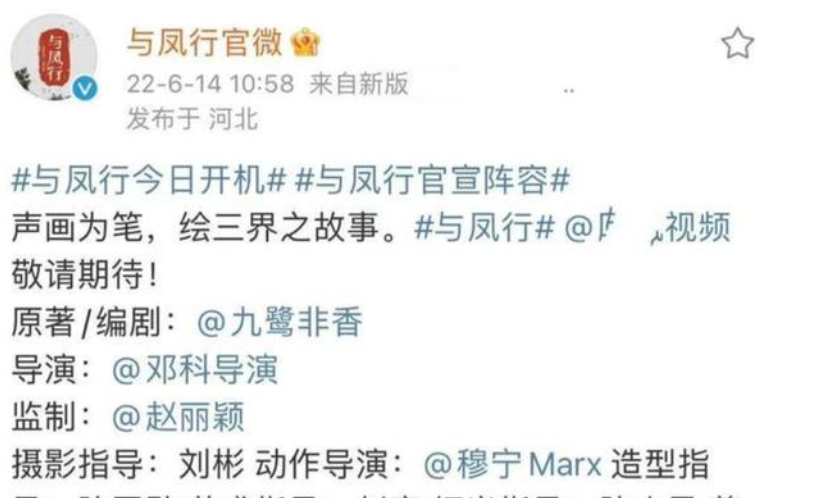 与凤行
与凤行官微
22-6-14 10:58 来自新版 ..
发布于 河北
#与凤行今日开机# #与凤行官宣阵容#
声画为笔，绘三界之故事。#与凤行# @ 视频
敬请期待！
原著/编剧：@九鹭非香
导演：@邓科导演
监制：@赵丽颖
摄影指导：刘彬 动作导演：@穆宁Marx 造型指